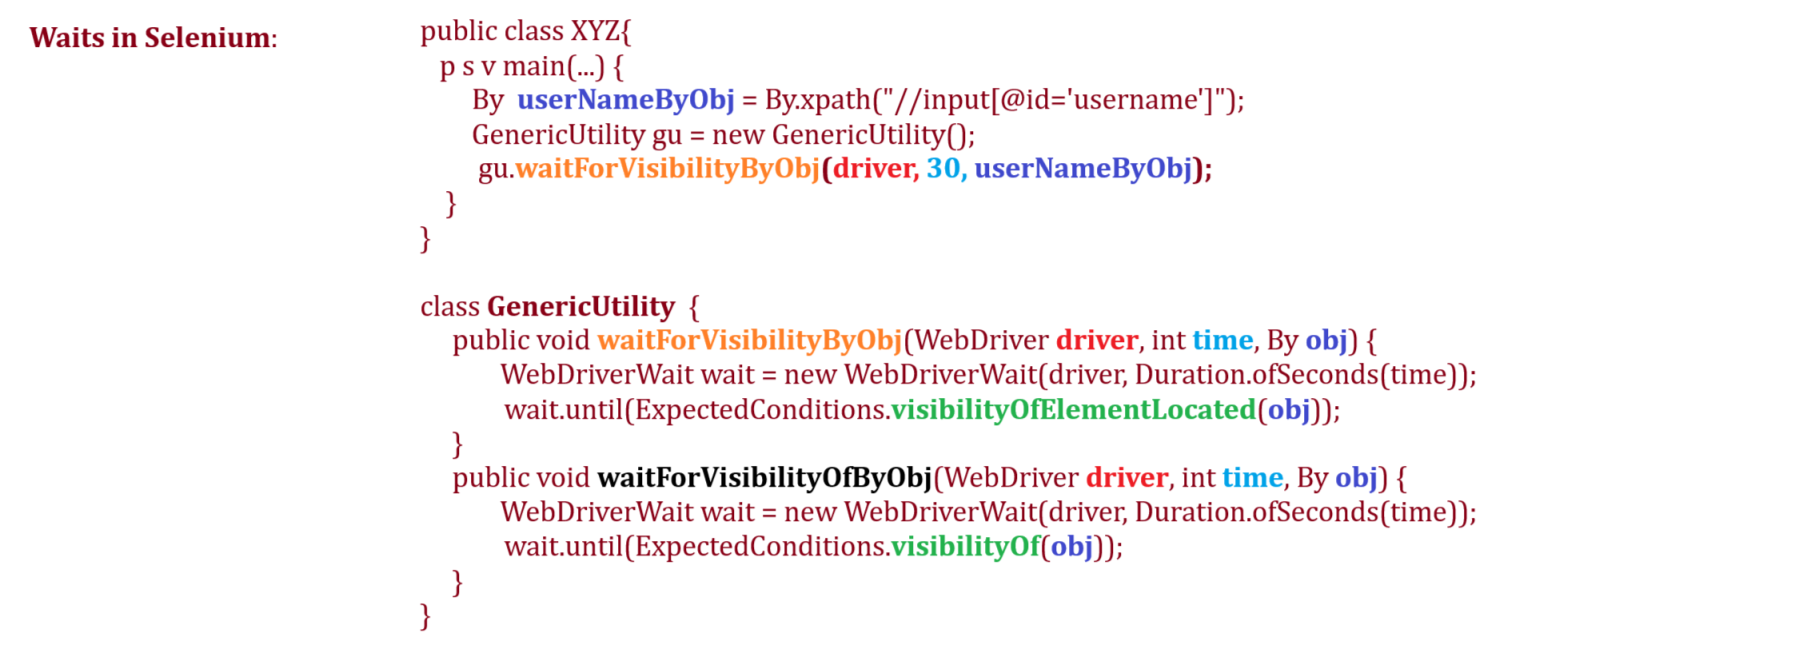 Waits in Selenium:
public class XYZ{
p s v main(...) {
By userNameByObj = By.xpath("//input[@id='username']");
GenericUtility gu = new GenericUtility();
gu.waitForVisibilityByObj(driver, 30, userNameByObj);
}
}
class GenericUtility {
public void waitForVisibilityByObj(WebDriver driver, int time, By obj) {
WebDriverWait wait = new WebDriverWait(driver, Duration.ofSeconds(time));
wait.until(ExpectedConditions.visibilityOfElementLocated(obj));
}
public void waitForVisibilityOfByObj(WebDriver driver, int time, By obj) {
WebDriverWait wait = new WebDriverWait(driver, Duration.ofSeconds(time));
wait.until(ExpectedConditions.visibilityOf(obj));
}
}